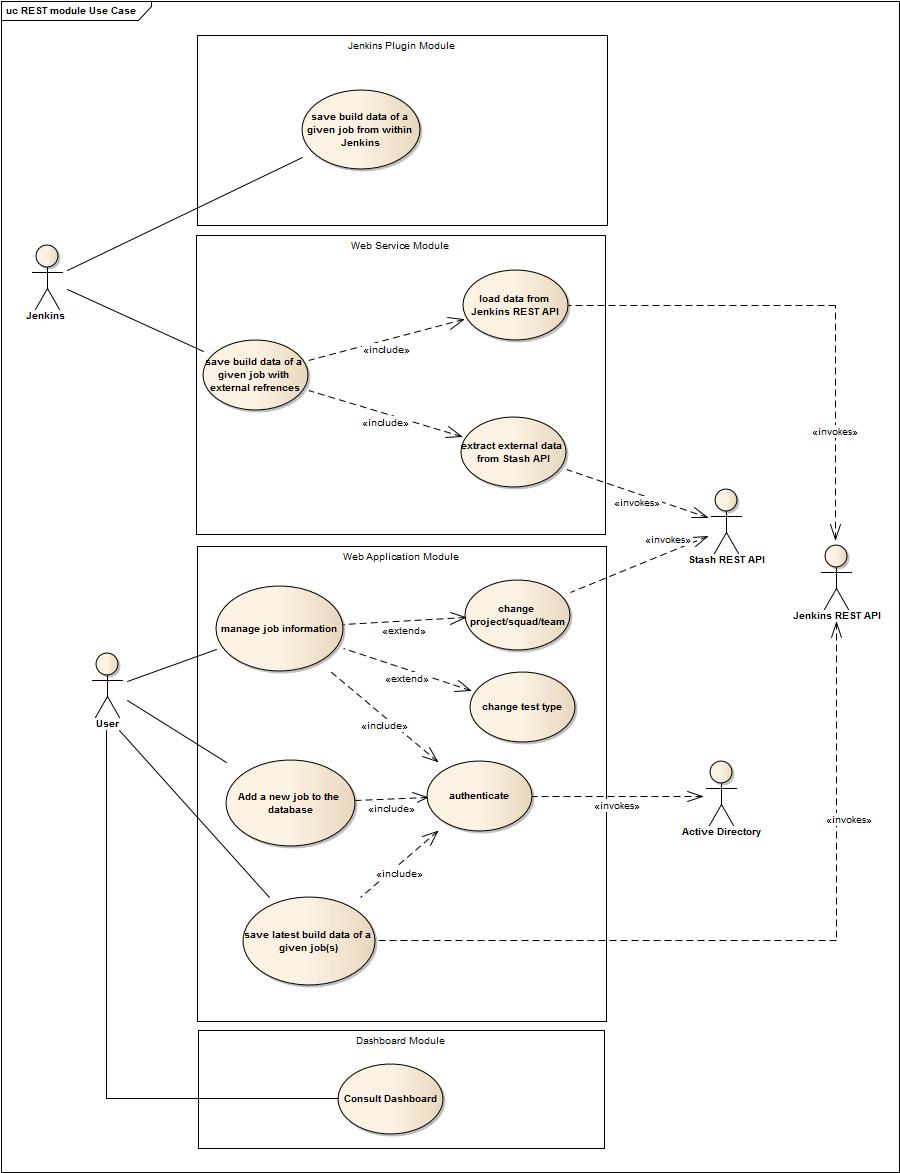 uc REST module Use Case
Jenkins Plugin Module
save build data of a
given job from within
Jenkins
Web Service Module
Jenkins
load data from
Jenkins REST API
«include»
save build data of a
given job with
external refrences
«include»
extract external data
from Stash API
«invokes»
«invokes»
«invokes»
Stash REST API
Jenkins REST API
Web Application Module
manage job information
«extend»
change
project/squad/team
«extend»
change test type
User
«include»
Add a new job to the
database
«include»
authenticate
«invokes»
Active Directory
«invokes»
«include»
save latest build data of a
given job(s)
Dashboard Module
Consult Dashboard